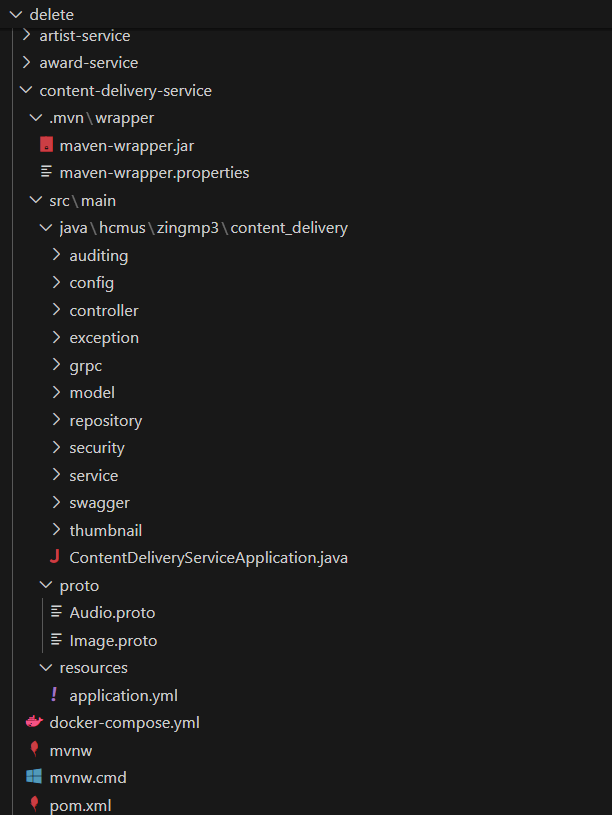 delete
artist-service
award-service
content-delivery-service
.mvn\wrapper
maven-wrapper.jar
maven-wrapper.properties
src\main
java\hcmus\zingmp3\content_delivery
auditing
config
controller
exception
grpc
model
repository
security
service
swagger
thumbnail
ContentDeliveryServiceApplication.java
proto
Audio.proto
Image.proto
resources
application.yml
docker-compose.yml
mvnw
mvnw.cmd
pom.xml